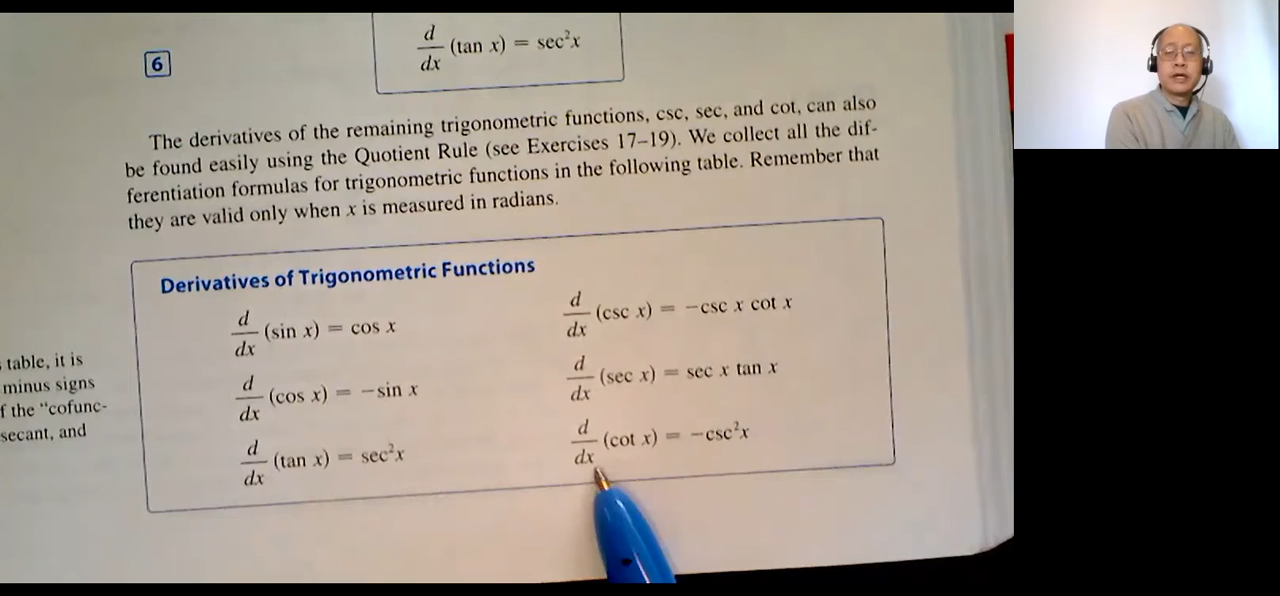 6
d/dx (tan x) = sec²x
The derivatives of the remaining trigonometric functions, csc, sec, and cot, can also
be found easily using the Quotient Rule (see Exercises 17–19). We collect all the dif-
ferentiation formulas for trigonometric functions in the following table. Remember that
they are valid only when x is measured in radians.
table, it is
minus signs
f the "cofunc-
secant, and
Derivatives of Trigonometric Functions
d/dx (sin x) = cos x
d/dx (cos x) = −sin x
d/dx (tan x) = sec²x
d/dx (csc x) = −csc x cot x
d/dx (sec x) = sec x tan x
d/dx (cot x) = −csc²x